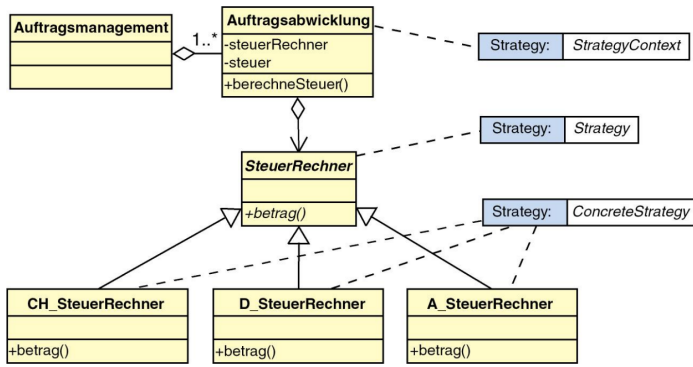 Auftragsmanagement
1..*
Auftragsabwicklung
-steuerRechner
-steuer
+berechneSteuer()
Strategy: StrategyContext
SteuerRechner
+betrag()
Strategy: Strategy
Strategy: ConcreteStrategy
CH_SteuerRechner
+betrag()
D_SteuerRechner
+betrag()
A_SteuerRechner
+betrag()